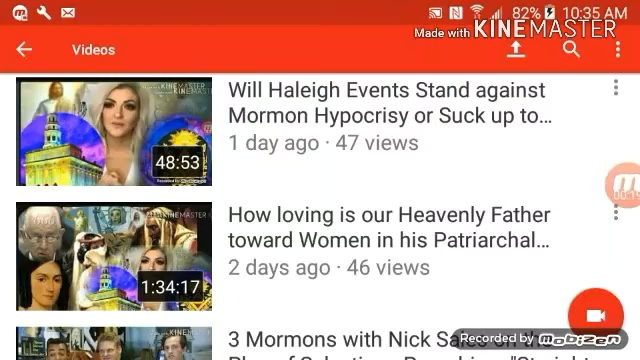 82% 10:35 AM
Made with KINEMASTER
Videos
Will Haleigh Events Stand against
Mormon Hypocrisy or Suck up to...
1 day ago · 47 views
48:53
How loving is our Heavenly Father
toward Women in his Patriarchal...
2 days ago · 46 views
1:34:17
3 Mormons with Nick
RECORDED BY mobizen